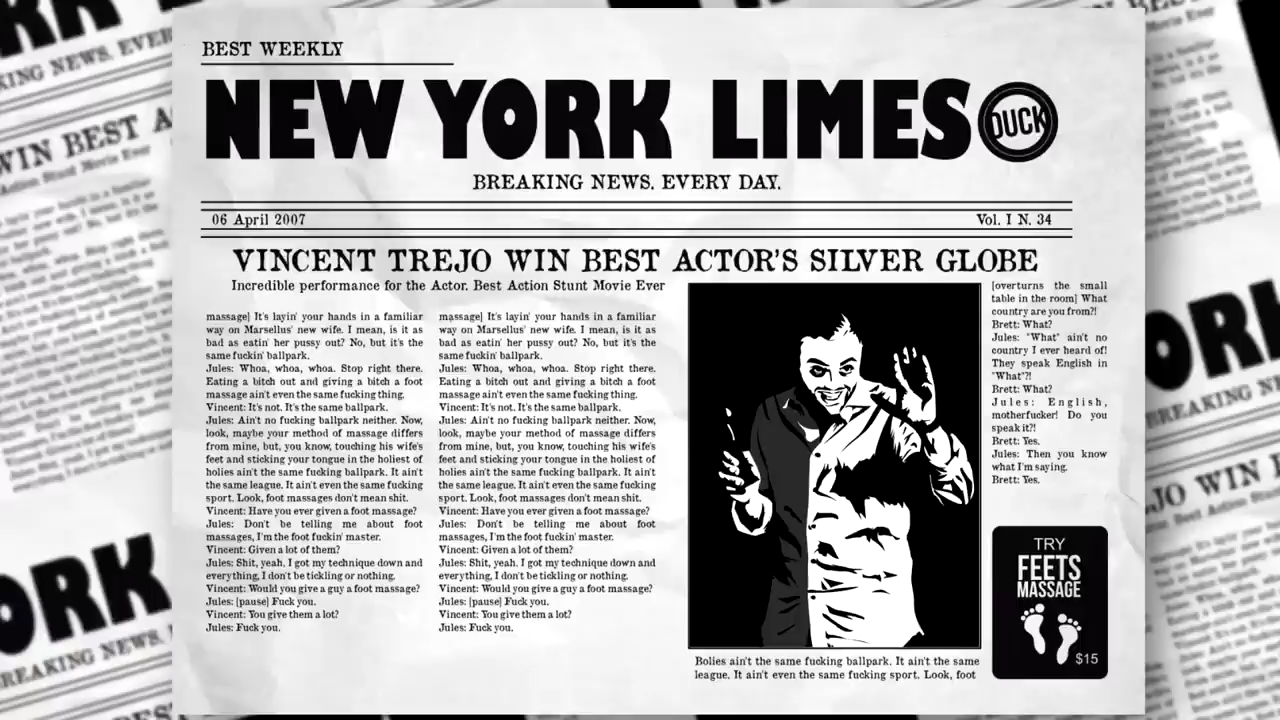 BEST WEEKLY
NEW YORK LIMES
DUCK
BREAKING NEWS. EVERY DAY.
06 April 2007
Vol. I N. 34
VINCENT TREJO WIN BEST ACTOR'S SILVER GLOBE
Incredible performance for the Actor. Best Action Stunt Movie Ever
massage] It's layin' your hands in a familiar
way on Marsellus' new wife. I mean, is it as
bad as eatin' her pussy out? No, but it's the
same fuckin' ballpark.
Jules: Whoa, whoa, whoa. Stop right there.
Eating a bitch out and giving a bitch a foot
massage ain't even the same fucking thing.
Vincent: It's not. It's the same ballpark.
Jules: Ain't no fucking ballpark neither. Now,
look, maybe your method of massage differs
from mine, but, you know, touching his wife's
feet and sticking your tongue in the holiest of
holies ain't the same fucking ballpark. It ain't
the same league. It ain't even the same fucking
sport. Look, foot massages don't mean shit.
Vincent: Have you ever given a foot massage?
Jules: Don't be telling me about foot
massages, I'm the foot fuckin' master.
Vincent: Given a lot of them?
Jules: Shit, yeah. I got my technique down and
everything, I don't be tickling or nothing.
Vincent: Would you give a guy a foot massage?
Jules: [pause] Fuck you.
Vincent: You give them a lot?
Jules: Fuck you.
massage] It's layin' your hands in a familiar
way on Marsellus' new wife. I mean, is it as
bad as eatin' her pussy out? No, but it's the
same fuckin' ballpark.
Jules: Whoa, whoa, whoa. Stop right there.
Eating a bitch out and giving a bitch a foot
massage ain't even the same fucking thing.
Vincent: It's not. It's the same ballpark.
Jules: Ain't no fucking ballpark neither. Now,
look, maybe your method of massage differs
from mine, but, you know, touching his wife's
feet and sticking your tongue in the holiest of
holies ain't the same fucking ballpark. It ain't
the same league. It ain't even the same fucking
sport. Look, foot massages don't mean shit.
Vincent: Have you ever given a foot massage?
Jules: Don't be telling me about foot
massages, I'm the foot fuckin' master.
Vincent: Given a lot of them?
Jules: Shit, yeah. I got my technique down and
everything, I don't be tickling or nothing.
Vincent: Would you give a guy a foot massage?
Jules: [pause] Fuck you.
Vincent: You give them a lot?
Jules: Fuck you.
Bolies ain't the same fucking ballpark. It ain't the same
league. It ain't even the same fucking sport. Look, foot
[overturns the small
table in the room] What
country are you from?!
Brett: What?
Jules: "What" ain't no
country I ever heard of!
They speak English in
"What"?!
Brett: What?
Jules: English,
motherfucker! Do you
speak it?!
Brett: Yes.
Jules: Then you know
what I'm saying.
Brett: Yes.
TRY
FEETS
MASSAGE
$15